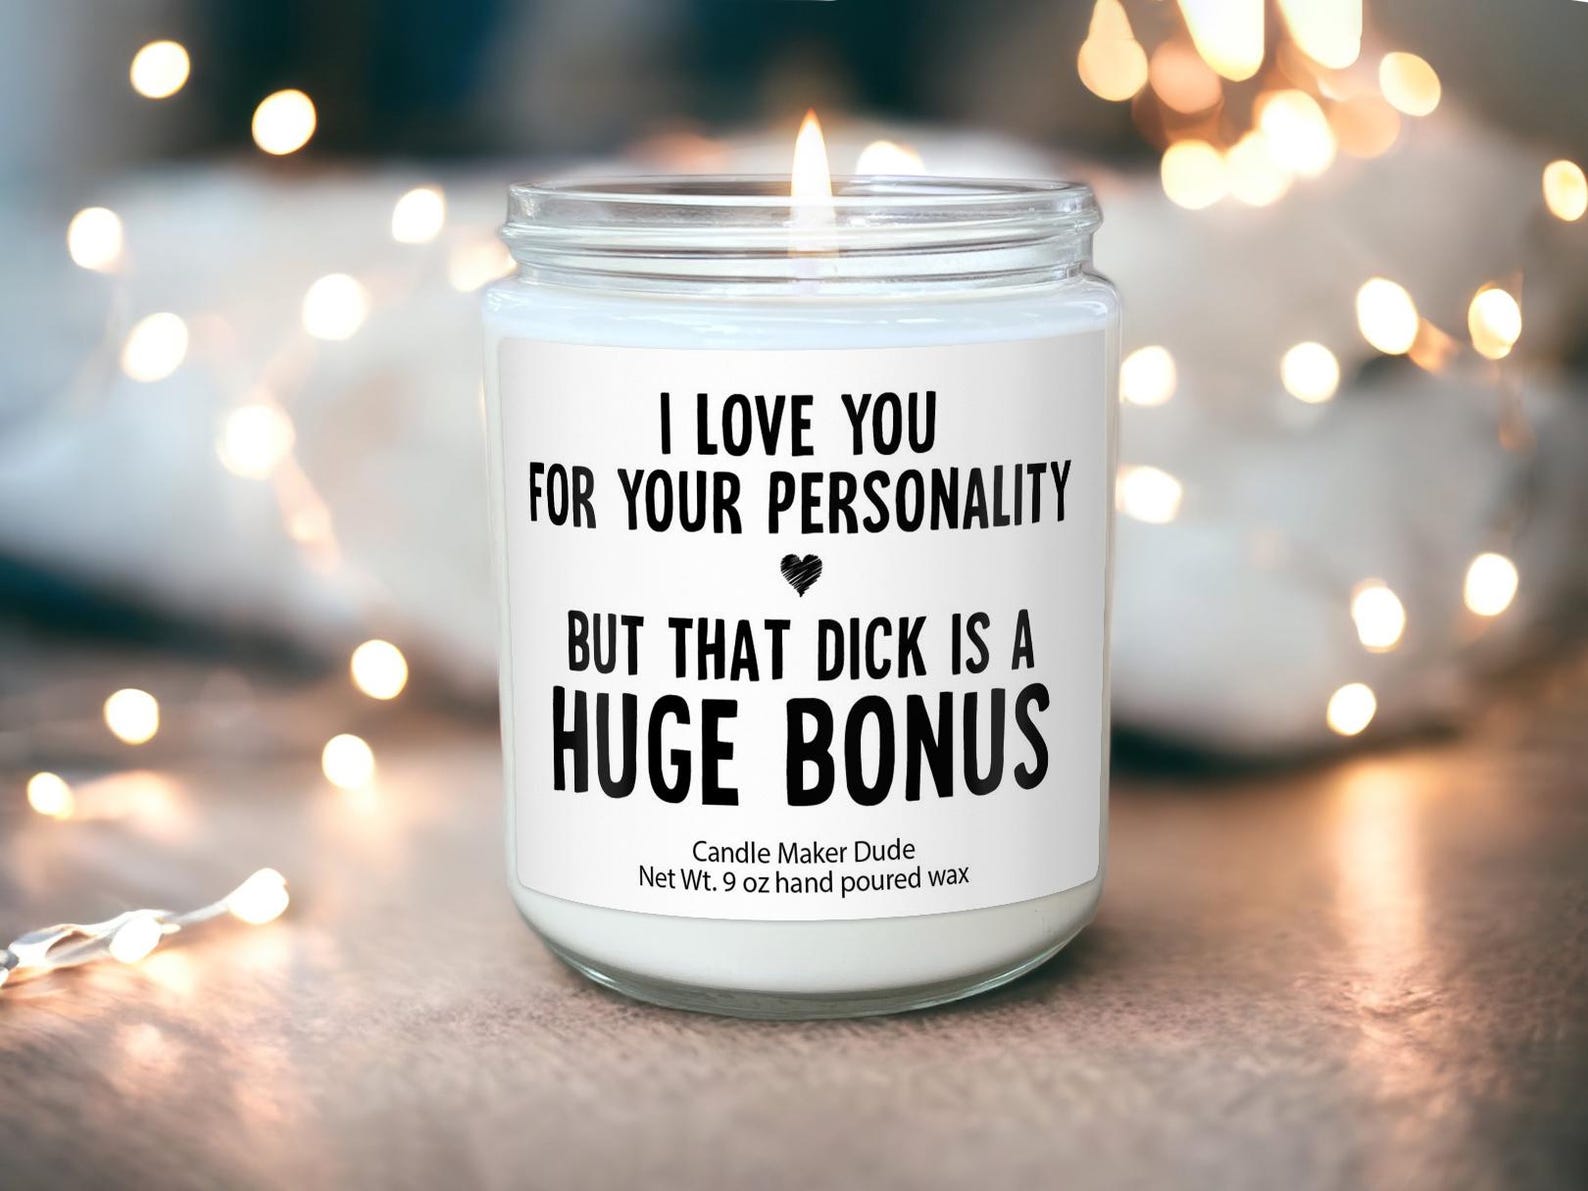 I LOVE YOU
FOR YOUR PERSONALITY
BUT THAT DICK IS A
HUGE BONUS
Candle Maker Dude
Net Wt. 9 oz hand poured wax